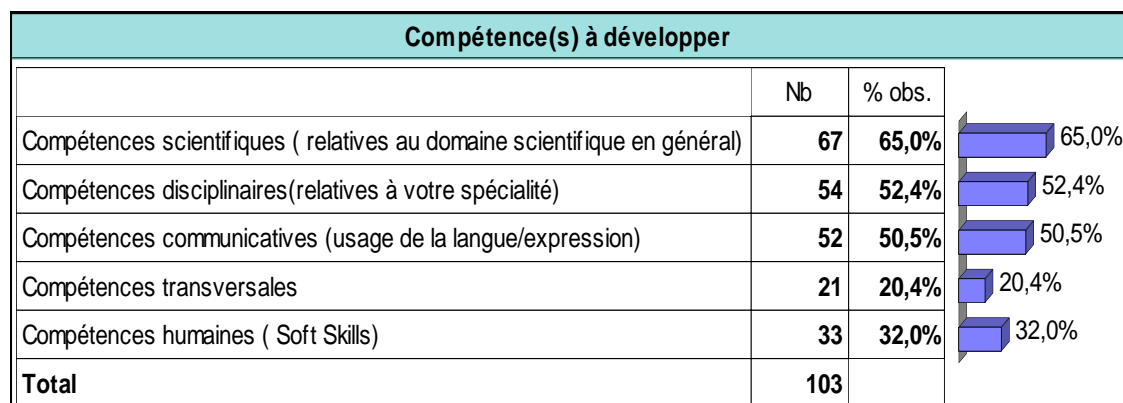 Compétence(s) à développer
Nb % obs.
Compétences scientifiques ( relatives au domaine scientifique en général) 67 65,0% 65,0%
Compétences disciplinaires(relatives à votre spécialité) 54 52,4% 52,4%
Compétences communicatives (usage de la langue/expression) 52 50,5% 50,5%
Compétences transversales 21 20,4% 20,4%
Compétences humaines ( Soft Skills) 33 32,0% 32,0%
Total 103